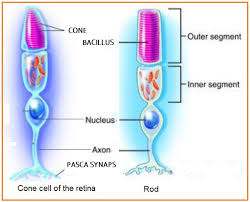 CONE
BACILLUS
Outer segment
Inner segment
Nucleus
Axon
PASCA SYNAPS
Cone cell of the retina
Rod